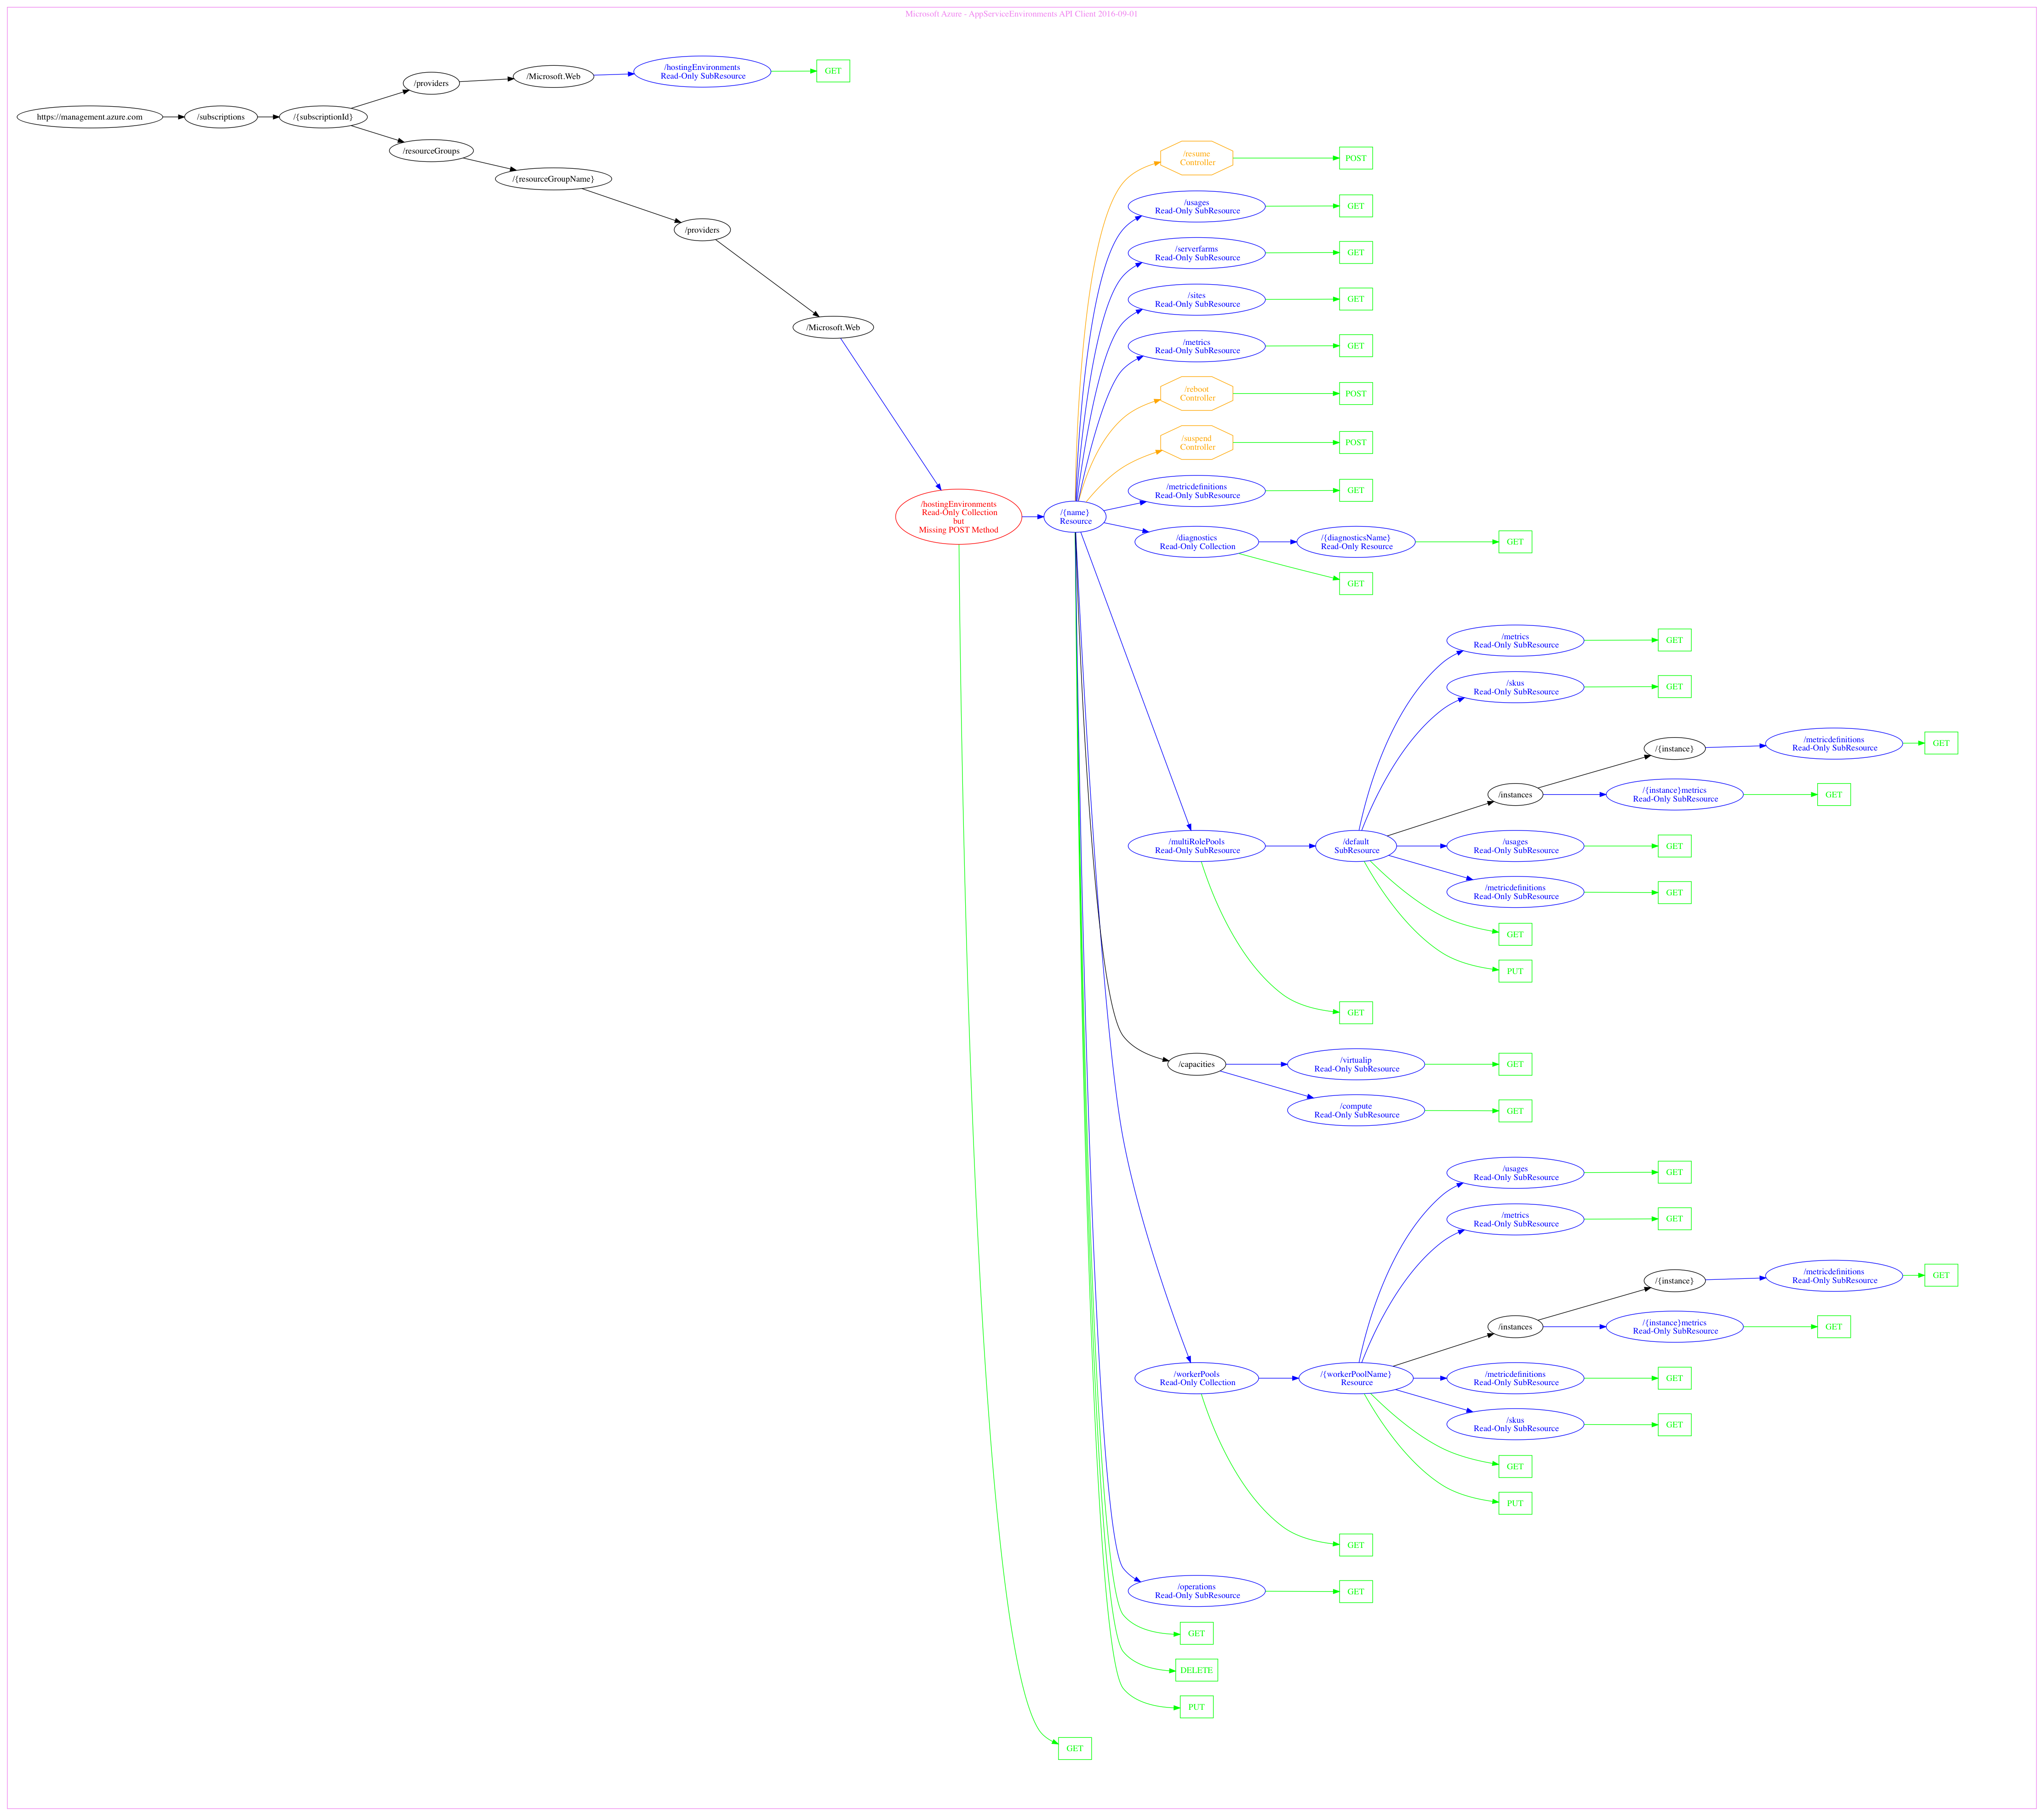 Microsoft Azure - AppServiceEnvironments API Client 2016-09-01
https://management.azure.com
/subscriptions
/{subscriptionId}
/providers
/Microsoft.Web
/hostingEnvironments
Read-Only SubResource
GET
/resourceGroups
/{resourceGroupName}
/providers
/Microsoft.Web
/hostingEnvironments
Read-Only Collection
but
Missing POST Method
/{name}
Resource
/resume
Controller
POST
/usages
Read-Only SubResource
GET
/serverfarms
Read-Only SubResource
GET
/sites
Read-Only SubResource
GET
/metrics
Read-Only SubResource
GET
/reboot
Controller
POST
/suspend
Controller
POST
/metricdefinitions
Read-Only SubResource
GET
/diagnostics
Read-Only Collection
/{diagnosticsName}
Read-Only Resource
GET
GET
/multiRolePools
Read-Only SubResource
/default
SubResource
/metrics
Read-Only SubResource
GET
/skus
Read-Only SubResource
GET
/instances
/{instance}
/metricdefinitions
Read-Only SubResource
GET
/{instance}metrics
Read-Only SubResource
GET
/usages
Read-Only SubResource
GET
/metricdefinitions
Read-Only SubResource
GET
GET
PUT
GET
/capacities
/virtualip
Read-Only SubResource
GET
/compute
Read-Only SubResource
GET
/workerPools
Read-Only Collection
/{workerPoolName}
Resource
/usages
Read-Only SubResource
GET
/metrics
Read-Only SubResource
GET
/instances
/{instance}
/metricdefinitions
Read-Only SubResource
GET
/{instance}metrics
Read-Only SubResource
GET
/metricdefinitions
Read-Only SubResource
GET
/skus
Read-Only SubResource
GET
GET
PUT
GET
/operations
Read-Only SubResource
GET
GET
DELETE
PUT
GET